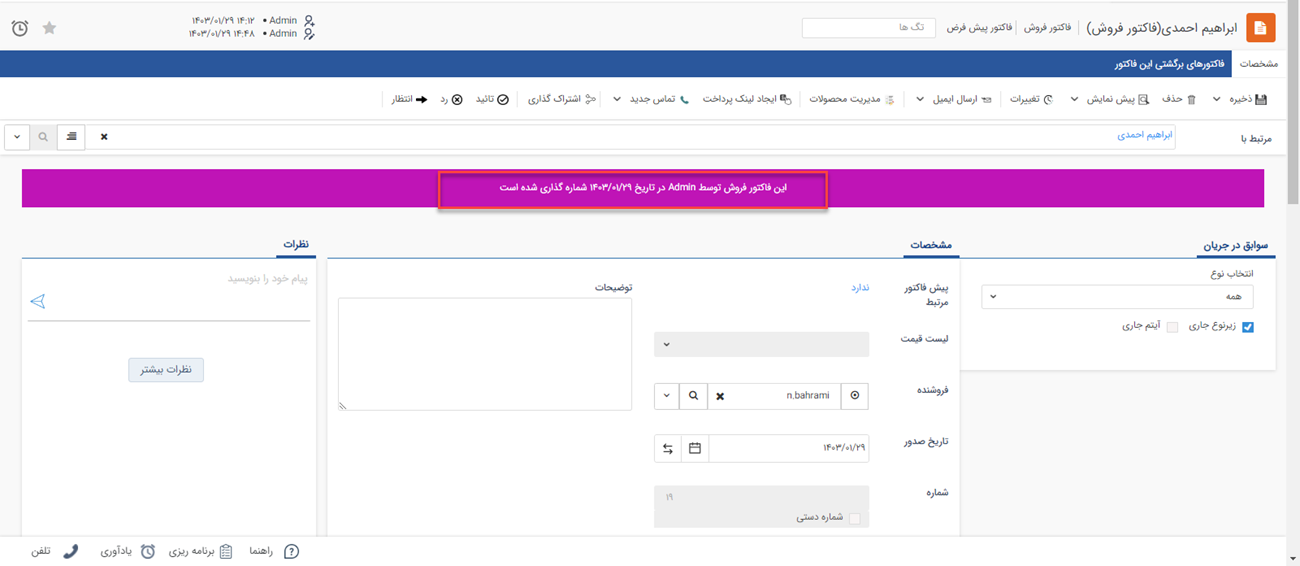 ابراهیم احمدی(فاکتور فروش) فاکتور فروش فاکتور پیش فرض تگ ها
Admin • ۱۴۰۳/۰۱/۲۹ ۱۴:۱۲
Admin • ۱۴۰۳/۰۱/۲۹ ۱۴:۴۸
مشخصات فاکتورهای برگشتی این فاکتور
ذخیره حذف پیش نمایش تغییرات ارسال ایمیل مدیریت محصولات ایجاد لینک پرداخت تماس جدید اشتراک گذاری تائید رد انتظار
مرتبط با ابراهیم احمدی
این فاکتور فروش توسط Admin در تاریخ ۱۴۰۳/۰۱/۲۹ شماره گذاری شده است
سوابق در جریان
انتخاب نوع
همه
زیرنوع جاری آیتم جاری
مشخصات
پیش فاکتور مرتبط ندارد
لیست قیمت
فروشنده n.bahrami
تاریخ صدور ۱۴۰۳/۰۱/۲۹
شماره ۱۹
شماره دستی
توضیحات
نظرات
پیام خود را بنویسید
نظرات بیشتر
راهنما برنامه ریزی یادآوری تلفن